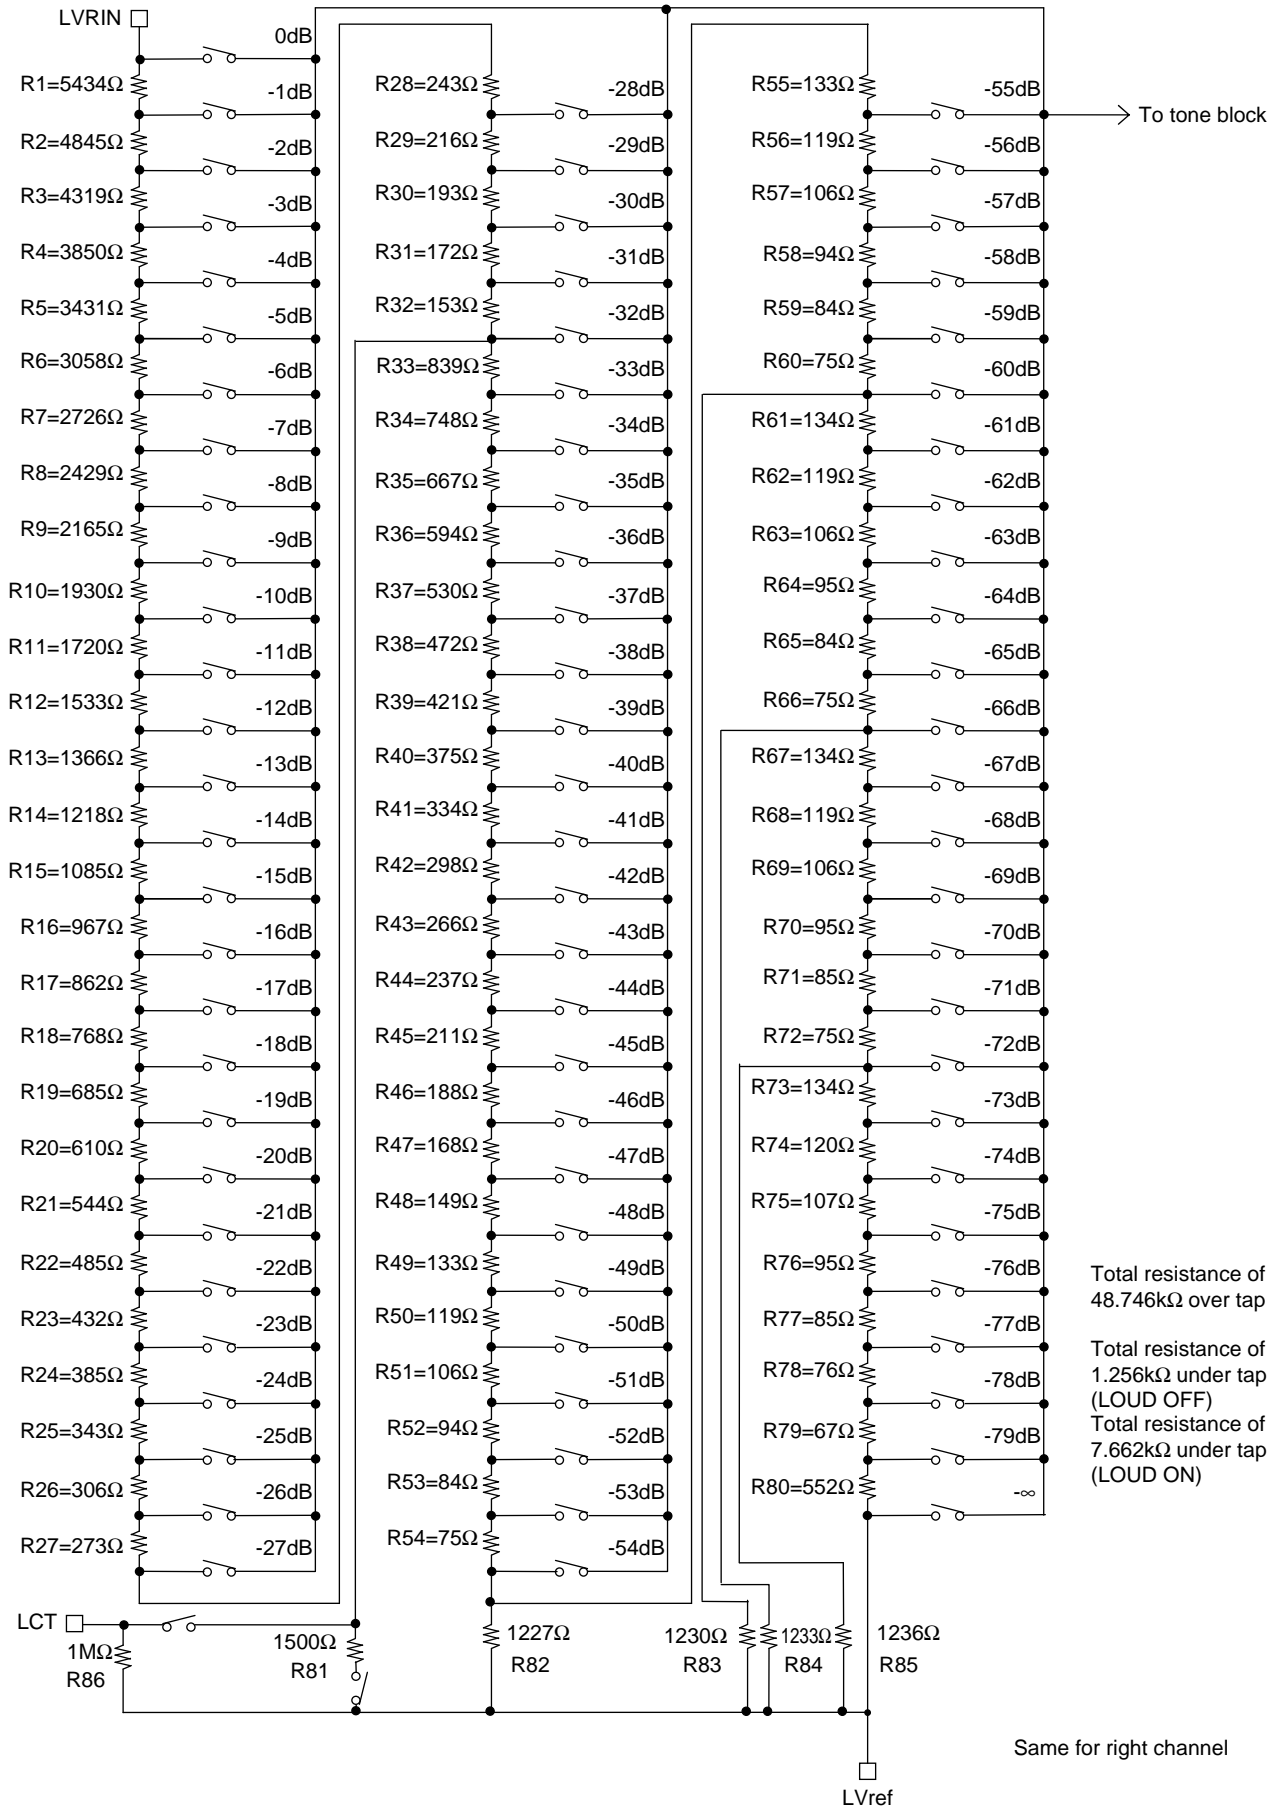 LVRIN
0dB
R1=5434Ω
-1dB
R2=4845Ω
-2dB
R3=4319Ω
-3dB
R4=3850Ω
-4dB
R5=3431Ω
-5dB
R6=3058Ω
-6dB
R7=2726Ω
-7dB
R8=2429Ω
-8dB
R9=2165Ω
-9dB
R10=1930Ω
-10dB
R11=1720Ω
-11dB
R12=1533Ω
-12dB
R13=1366Ω
-13dB
R14=1218Ω
-14dB
R15=1085Ω
-15dB
R16=967Ω
-16dB
R17=862Ω
-17dB
R18=768Ω
-18dB
R19=685Ω
-19dB
R20=610Ω
-20dB
R21=544Ω
-21dB
R22=485Ω
-22dB
R23=432Ω
-23dB
R24=385Ω
-24dB
R25=343Ω
-25dB
R26=306Ω
-26dB
R27=273Ω
-27dB
R28=243Ω
-28dB
R29=216Ω
-29dB
R30=193Ω
-30dB
R31=172Ω
-31dB
R32=153Ω
-32dB
R33=839Ω
-33dB
R34=748Ω
-34dB
R35=667Ω
-35dB
R36=594Ω
-36dB
R37=530Ω
-37dB
R38=472Ω
-38dB
R39=421Ω
-39dB
R40=375Ω
-40dB
R41=334Ω
-41dB
R42=298Ω
-42dB
R43=266Ω
-43dB
R44=237Ω
-44dB
R45=211Ω
-45dB
R46=188Ω
-46dB
R47=168Ω
-47dB
R48=149Ω
-48dB
R49=133Ω
-49dB
R50=119Ω
-50dB
R51=106Ω
-51dB
R52=94Ω
-52dB
R53=84Ω
-53dB
R54=75Ω
-54dB
R55=133Ω
-55dB
To tone block
R56=119Ω
-56dB
R57=106Ω
-57dB
R58=94Ω
-58dB
R59=84Ω
-59dB
R60=75Ω
-60dB
R61=134Ω
-61dB
R62=119Ω
-62dB
R63=106Ω
-63dB
R64=95Ω
-64dB
R65=84Ω
-65dB
R66=75Ω
-66dB
R67=134Ω
-67dB
R68=119Ω
-68dB
R69=106Ω
-69dB
R70=95Ω
-70dB
R71=85Ω
-71dB
R72=75Ω
-72dB
R73=134Ω
-73dB
R74=120Ω
-74dB
R75=107Ω
-75dB
R76=95Ω
-76dB
R77=85Ω
-77dB
R78=76Ω
-78dB
R79=67Ω
-79dB
R80=552Ω
-∞
Total resistance of
48.746kΩ over tap
Total resistance of
1.256kΩ under tap
(LOUD OFF)
Total resistance of
7.662kΩ under tap
(LOUD ON)
LCT
1MΩ
R86
1500Ω
R81
1227Ω
R82
1230Ω
R83
1233Ω
R84
1236Ω
R85
Same for right channel
LVref